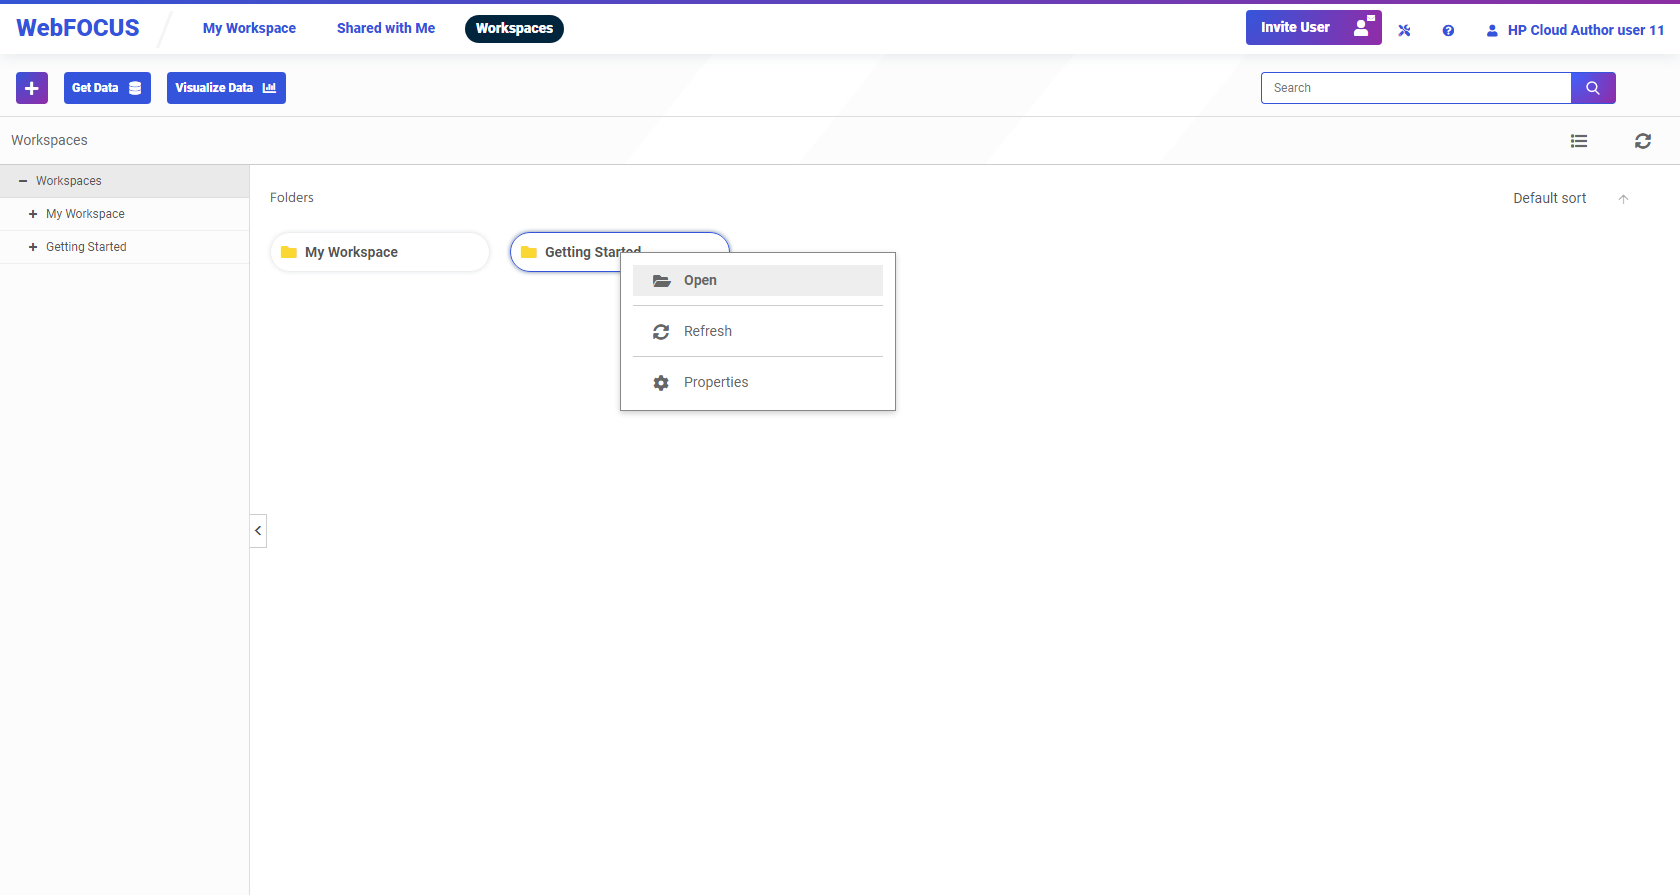 WebFOCUS
My Workspace
Shared with Me
Workspaces
Invite User
HP Cloud Author user 11
Get Data
Visualize Data
Search
Workspaces
Workspaces
My Workspace
Getting Started
Folders
Default sort
My Workspace
Getting Started
Open
Refresh
Properties